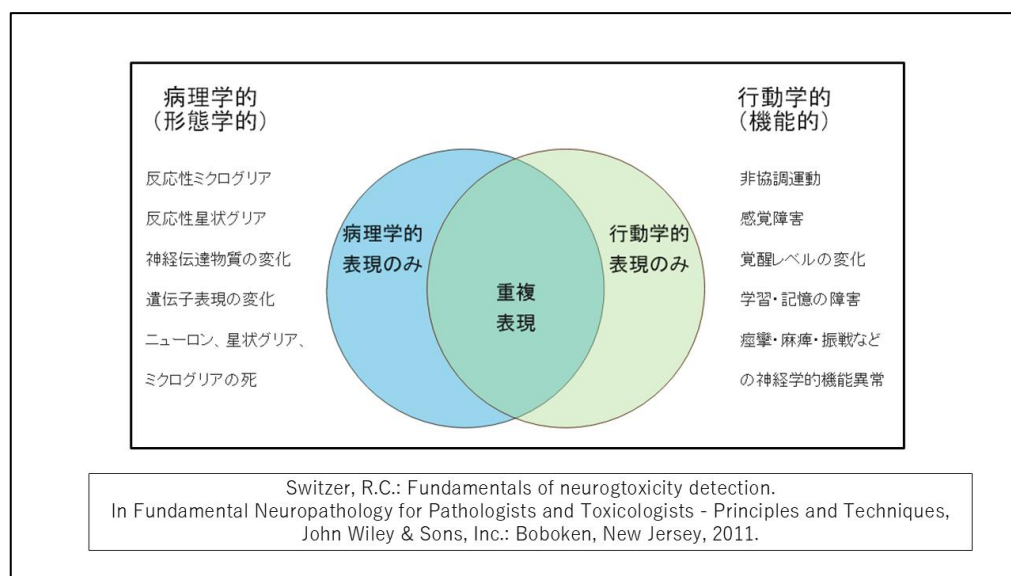 病理学的
(形態学的)
反応性ミクログリア
反応性星状グリア
神経伝達物質の変化
遺伝子表現の変化
ニューロン、星状グリア、
ミクログリアの死
病理学的
表現のみ
重複
表現
行動学的
表現のみ
行動学的
(機能的)
非協調運動
感覚障害
覚醒レベルの変化
学習・記憶の障害
痙攣・麻痺・振戦など
の神経学的機能異常
Switzer, R.C.: Fundamentals of neurogtoxicity detection.
In Fundamental Neuropathology for Pathologists and Toxicologists - Principles and Techniques,
John Wiley & Sons, Inc.: Boboken, New Jersey, 2011.